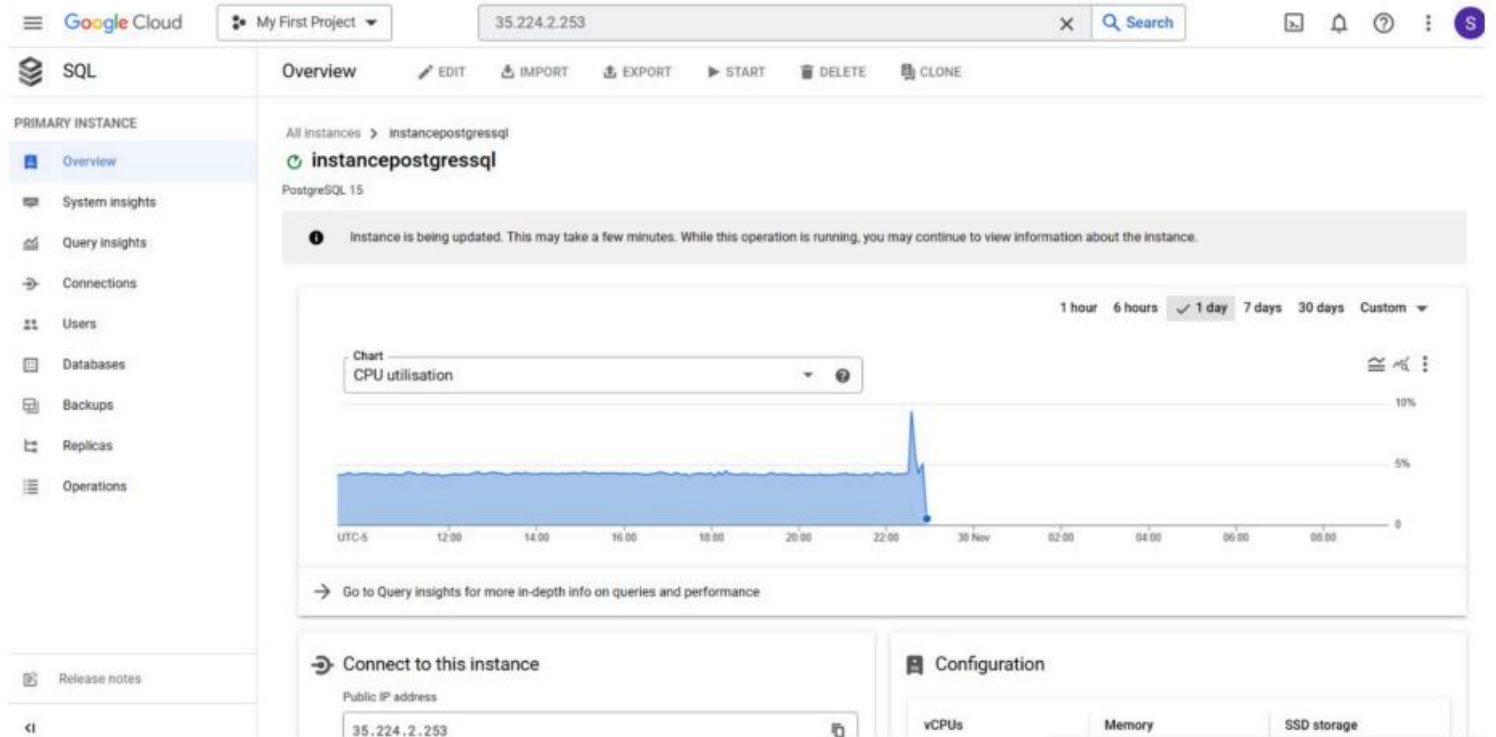 Google Cloud My First Project 35.224.2.253 Search S
SQL
Overview EDIT IMPORT EXPORT START DELETE CLONE
PRIMARY INSTANCE
Overview
System insights
Query insights
Connections
Users
Databases
Backups
Replicas
Operations
Release notes
All instances > instancepostgressql
instancepostgressql
PostgreSQL 15
Instance is being updated. This may take a few minutes. While this operation is running, you may continue to view information about the instance.
1 hour 6 hours 1 day 7 days 30 days Custom
Chart
CPU utilisation
10%
5%
0
UTC-5 12:00 14:00 16:00 18:00 20:00 22:00 30 Nov 02:00 04:00 06:00 08:00
Go to Query insights for more in-depth info on queries and performance
Connect to this instance
Public IP address
35.224.2.253
Configuration
vCPUs Memory SSD storage